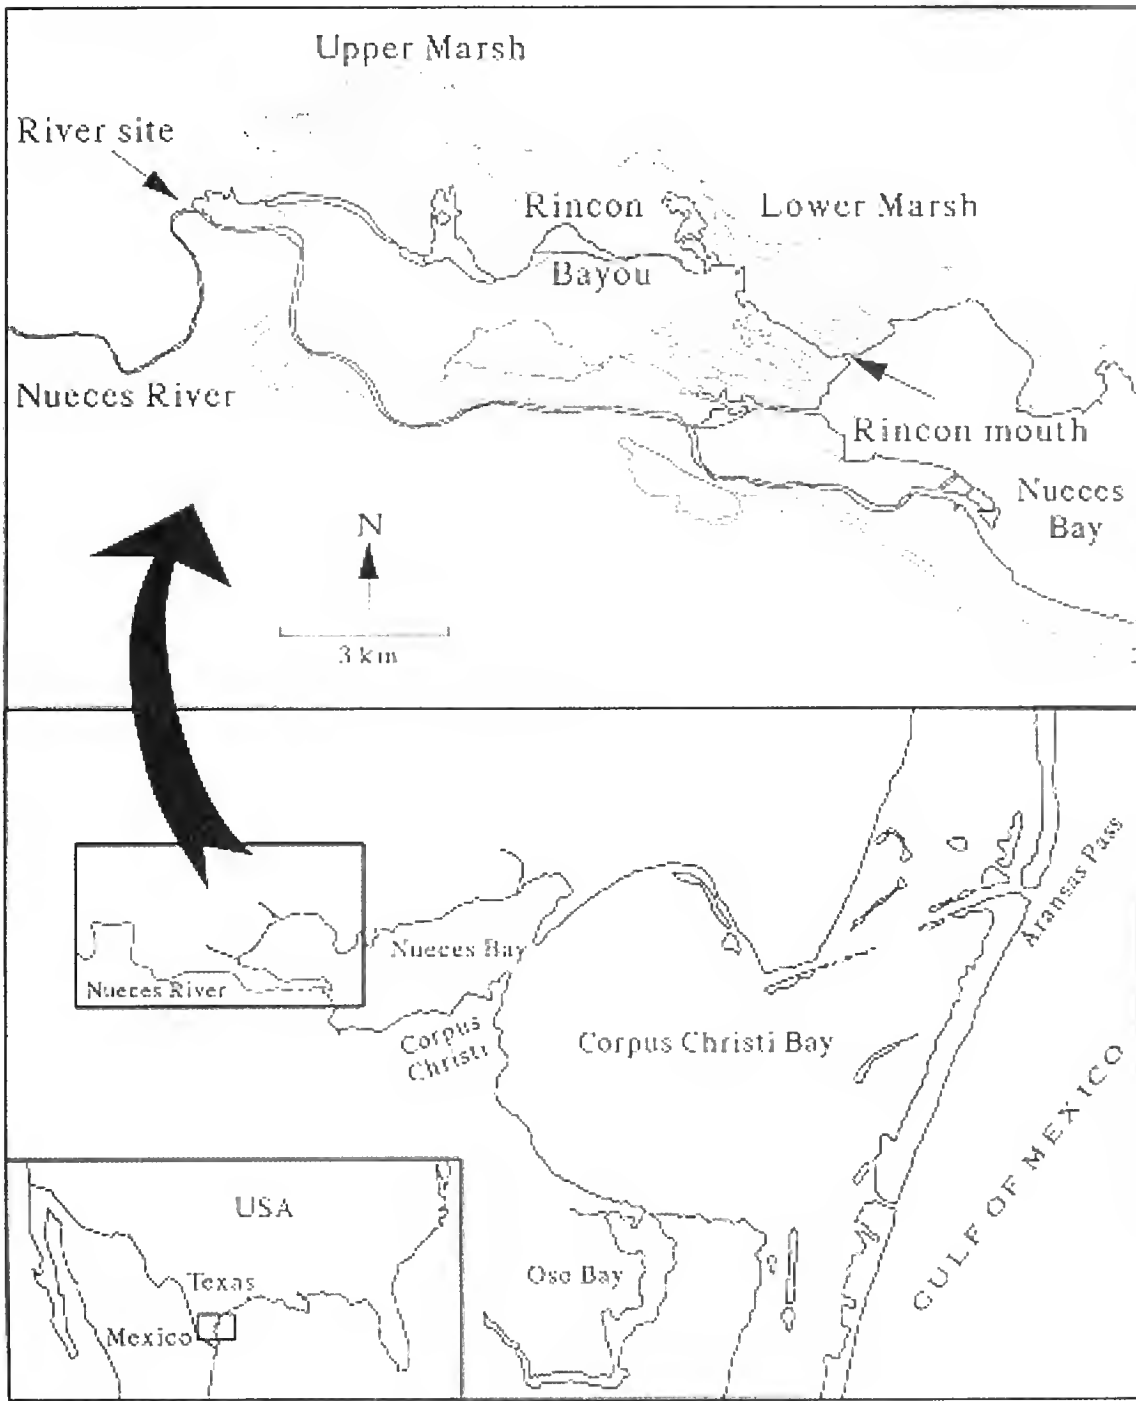 Upper Marsh
River site
Rincon
Bayou
Lower Marsh
Nueces River
Rincon mouth
Nueces
Bay
N
3 km
Aransas Pass
Nueces Bay
Nueces River
Corpus
Christi
Corpus Christi Bay
GULF OF MEXICO
USA
Texas
Mexico
Oso Bay